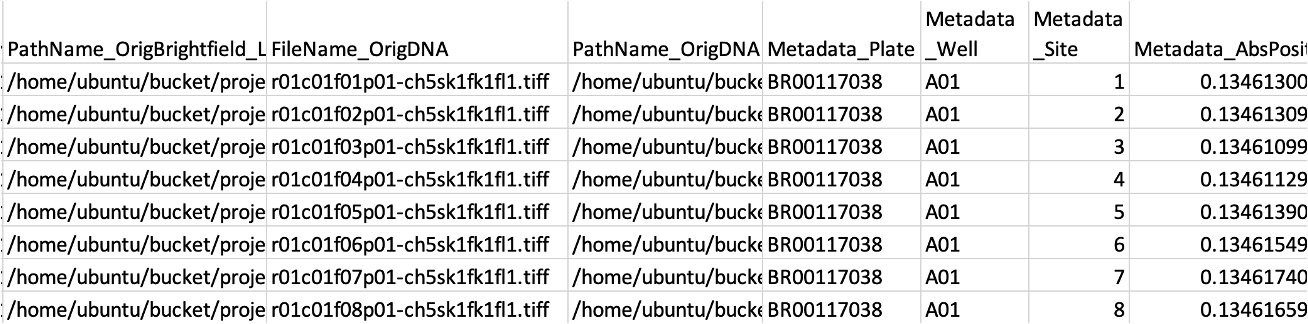 Metadata Metadata
PathName_OrigBrightfield_L FileName_OrigDNA PathName_OrigDNA Metadata_Plate _Well _Site Metadata_AbsPosit
/home/ubuntu/bucket/proje r01c01f01p01-ch5sk1fk1fl1.tiff /home/ubuntu/bucke BR00117038 A01 1 0.13461300
/home/ubuntu/bucket/proje r01c01f02p01-ch5sk1fk1fl1.tiff /home/ubuntu/bucke BR00117038 A01 2 0.13461309
/home/ubuntu/bucket/proje r01c01f03p01-ch5sk1fk1fl1.tiff /home/ubuntu/bucke BR00117038 A01 3 0.13461099
/home/ubuntu/bucket/proje r01c01f04p01-ch5sk1fk1fl1.tiff /home/ubuntu/bucke BR00117038 A01 4 0.13461129
/home/ubuntu/bucket/proje r01c01f05p01-ch5sk1fk1fl1.tiff /home/ubuntu/bucke BR00117038 A01 5 0.13461390
/home/ubuntu/bucket/proje r01c01f06p01-ch5sk1fk1fl1.tiff /home/ubuntu/bucke BR00117038 A01 6 0.13461549
/home/ubuntu/bucket/proje r01c01f07p01-ch5sk1fk1fl1.tiff /home/ubuntu/bucke BR00117038 A01 7 0.13461740
/home/ubuntu/bucket/proje r01c01f08p01-ch5sk1fk1fl1.tiff /home/ubuntu/bucke BR00117038 A01 8 0.13461659